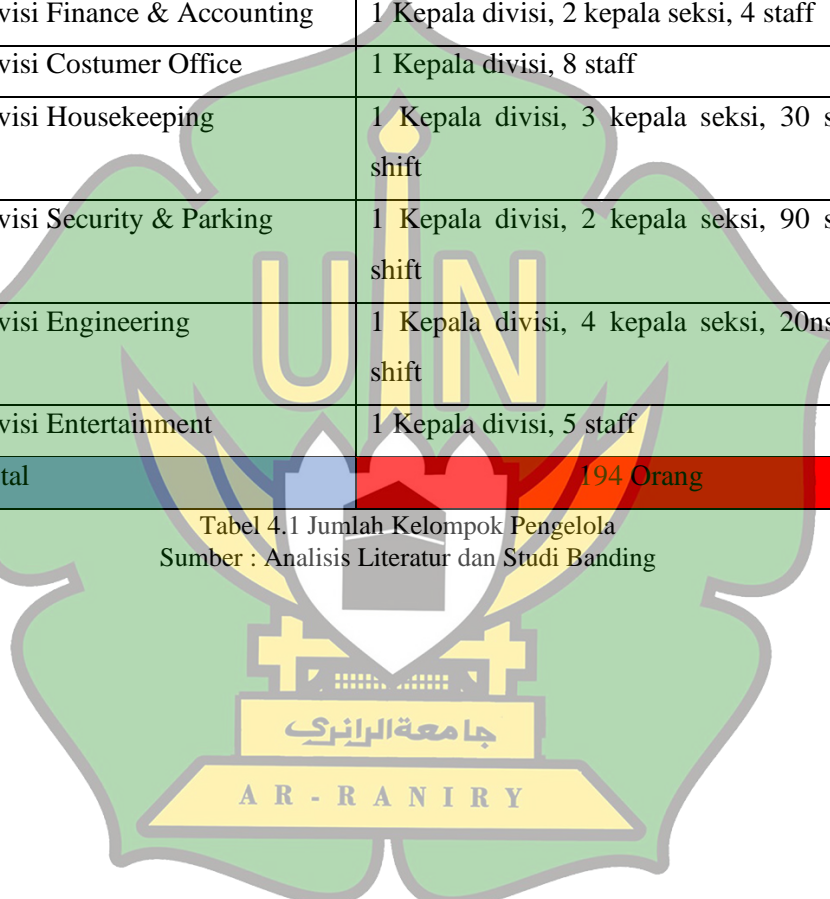 visi Finance & Accounting 1 Kepala divisi, 2 kepala seksi, 4 staff
visi Costumer Office 1 Kepala divisi, 8 staff
visi Housekeeping 1 Kepala divisi, 3 kepala seksi, 30 s
shift
visi Security & Parking 1 Kepala divisi, 2 kepala seksi, 90 s
shift
visi Engineering 1 Kepala divisi, 4 kepala seksi, 20ns
shift
visi Entertainment 1 Kepala divisi, 5 staff
tal 194 Orang
Tabel 4.1 Jumlah Kelompok Pengelola
Sumber : Analisis Literatur dan Studi Banding
UIN
جامعة الرانري
AR-RANIRY